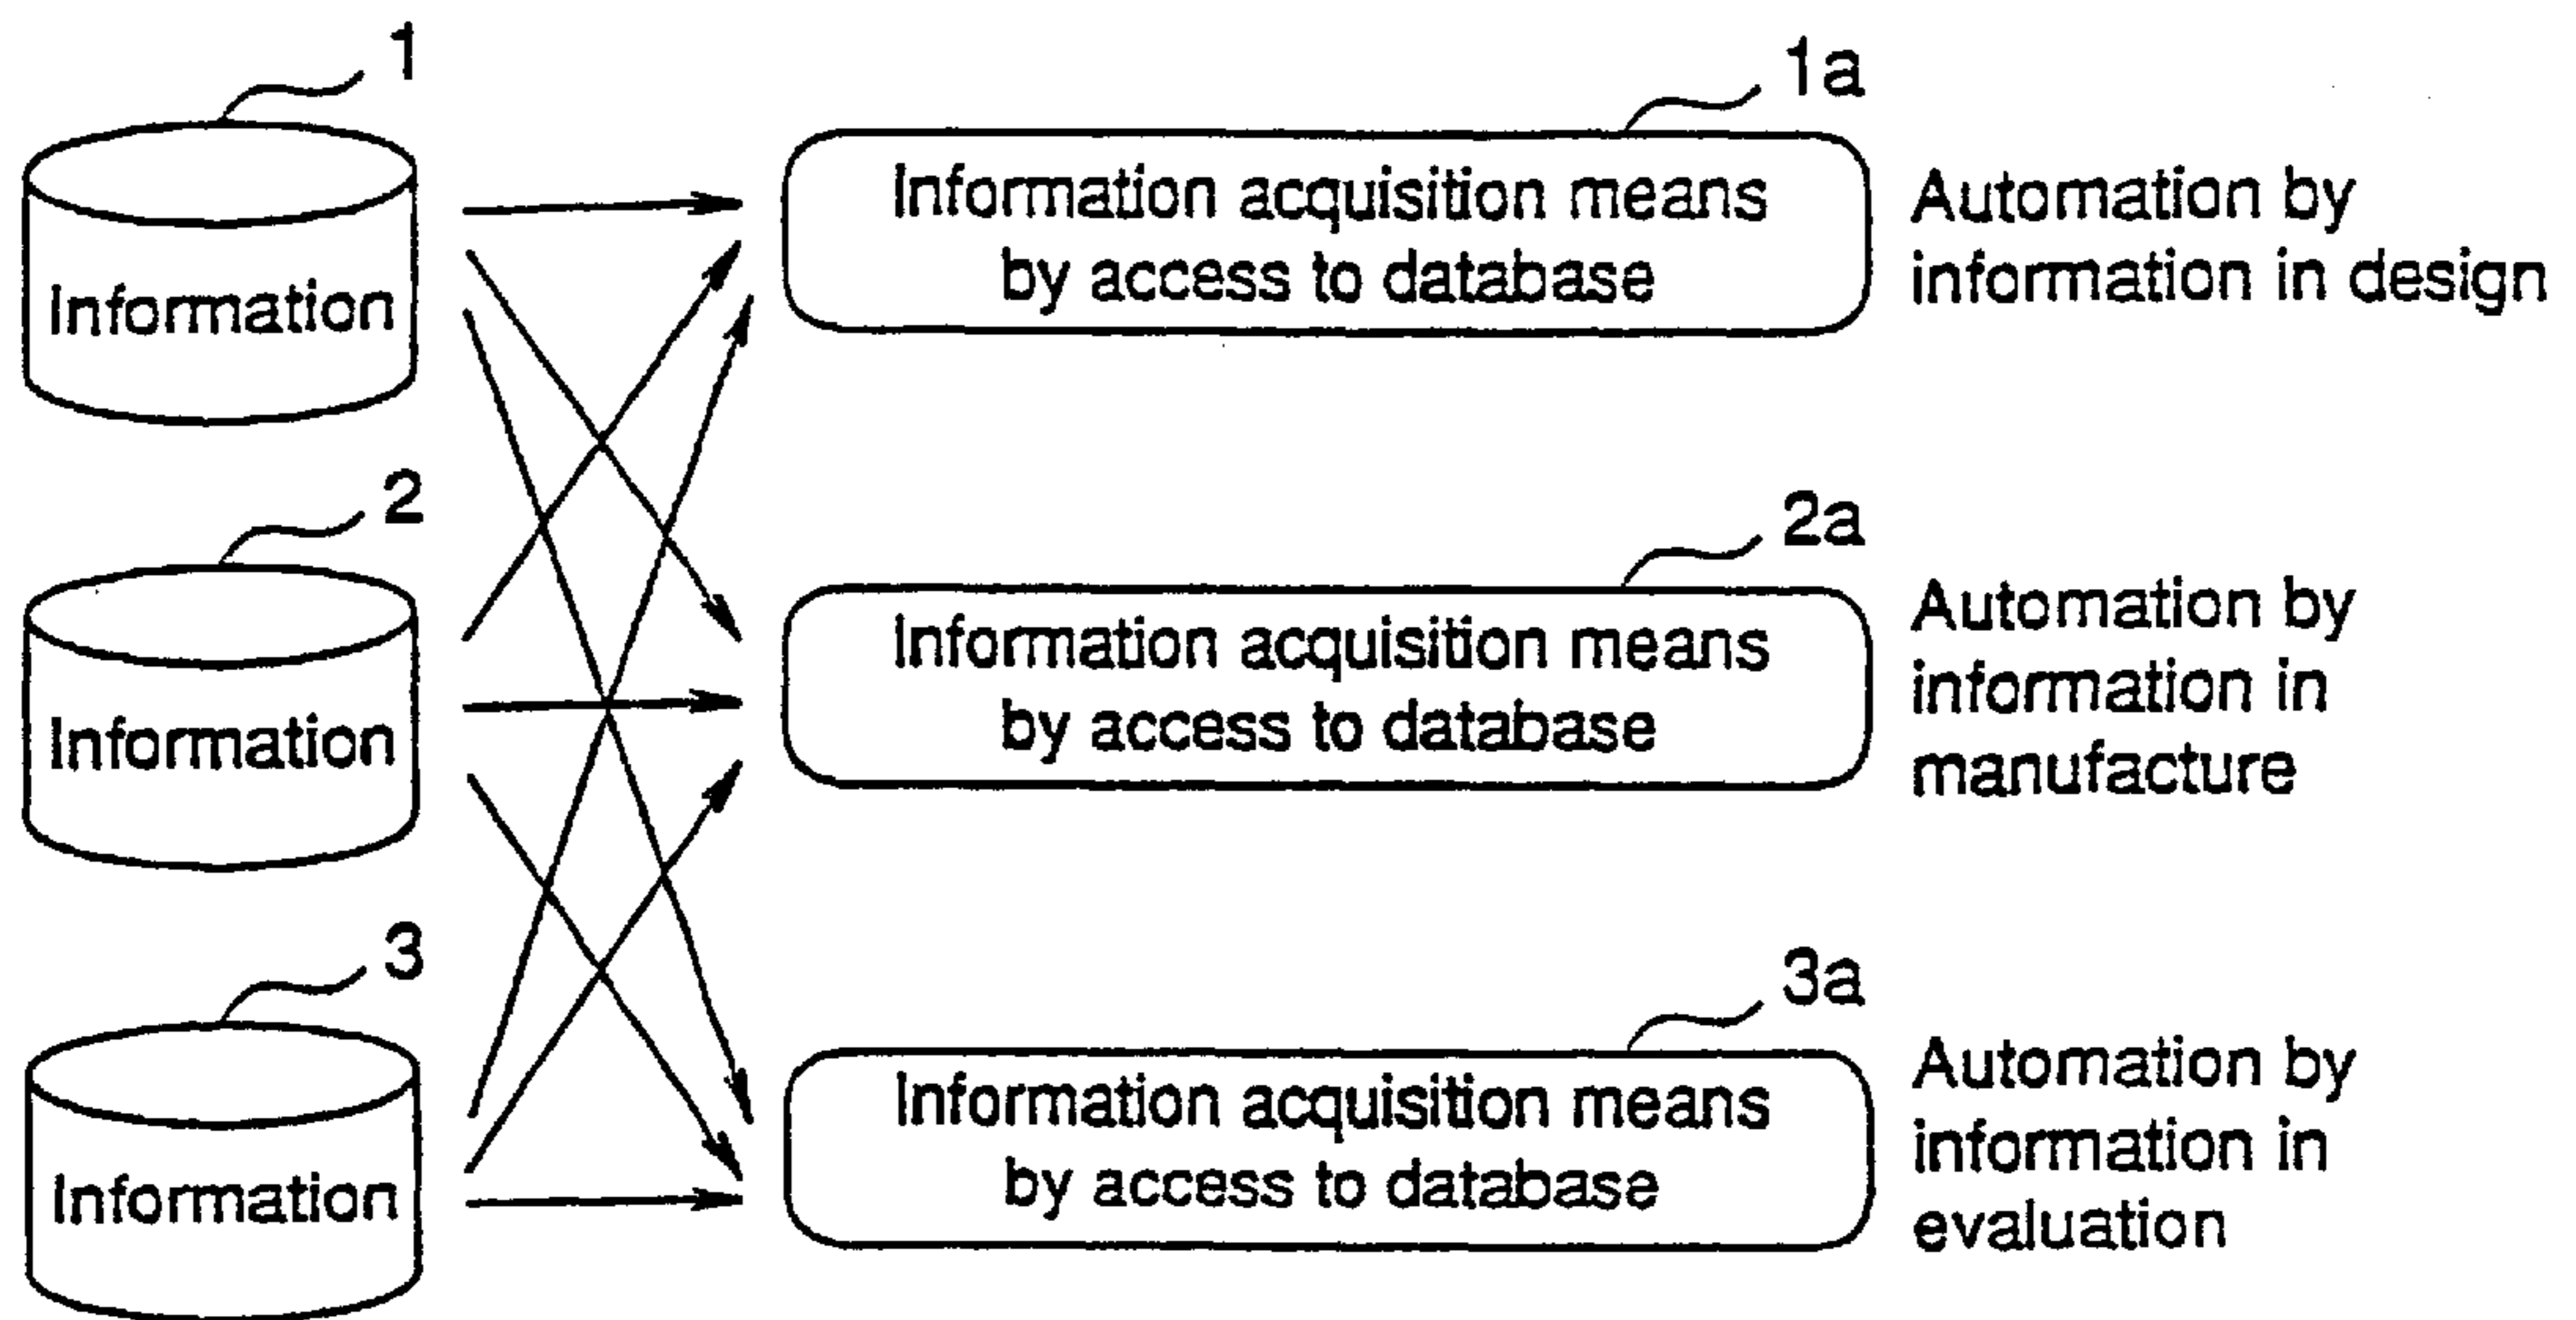 1
Information
1a
Information acquisition means
by access to database
Automation by
information in design
2
Information
2a
Information acquisition means
by access to database
Automation by
information in
manufacture
3
Information
3a
Information acquisition means
by access to database
Automation by
information in
evaluation